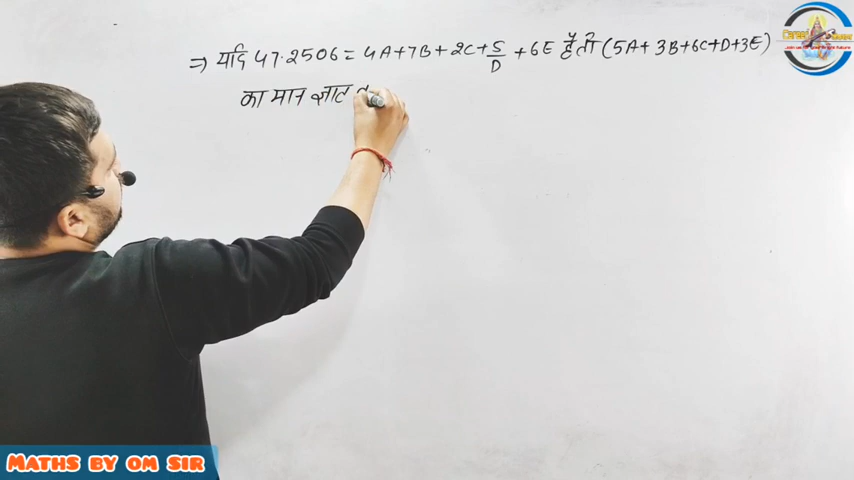 ⇒ यदि 47.2506 = 4A+7B+2C+5/D+6E है तो (5A+3B+6C+D+3E)
का मान ज्ञात
MATHS BY OM SIR